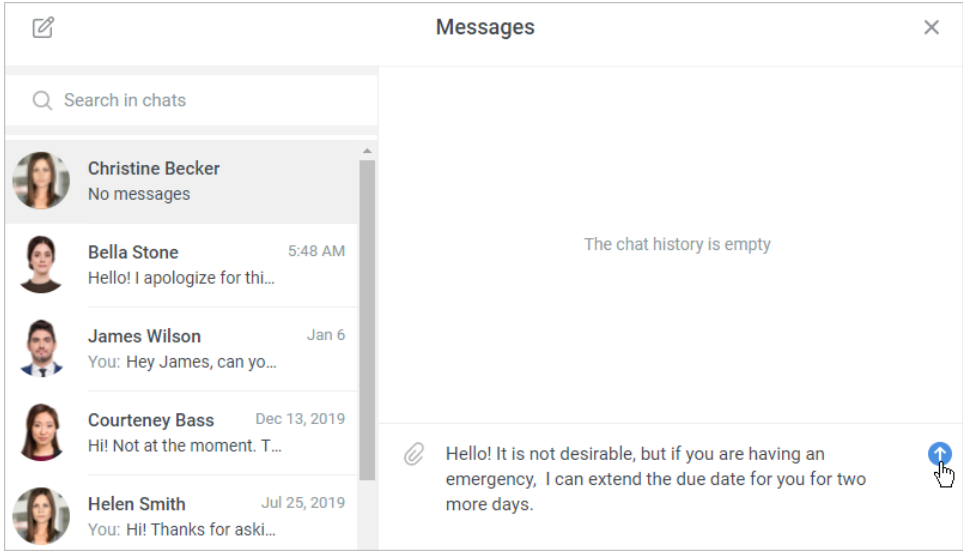 Messages
Search in chats
Christine Becker
No messages
Bella Stone 5:48 AM
Hello! I apologize for thi...
James Wilson Jan 6
You: Hey James, can yo...
Courteney Bass Dec 13, 2019
Hi! Not at the moment. T...
Helen Smith Jul 25, 2019
You: Hi! Thanks for aski...
The chat history is empty
Hello! It is not desirable, but if you are having an
emergency,  I can extend the due date for you for two
more days.